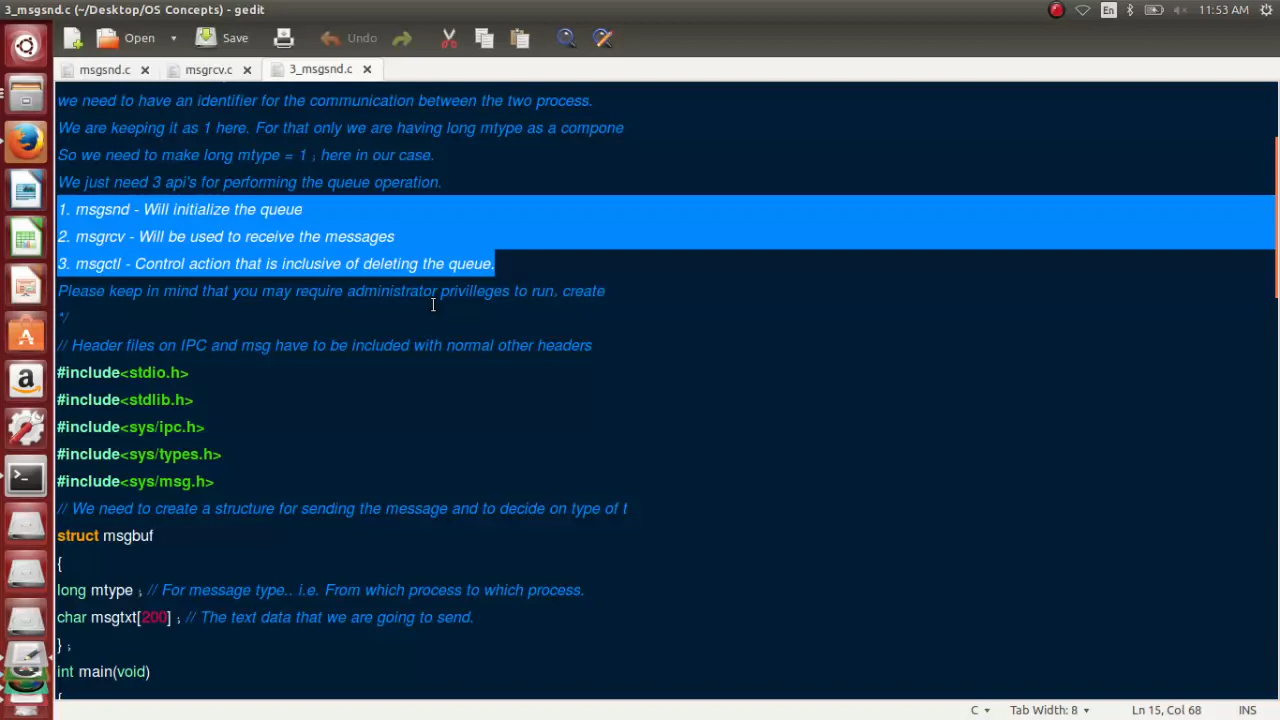 3_msgsnd.c (~/Desktop/OS Concepts) - gedit
En
11:53 AM
Open
Save
Undo
msgsnd.c
msgrcv.c
3_msgsnd.c
we need to have an identifier for the communication between the two process.
We are keeping it as 1 here. For that only we are having long mtype as a compone
So we need to make long mtype = 1 ; here in our case.
We just need 3 api's for performing the queue operation.
1. msgsnd - Will initialize the queue
2. msgrcv - Will be used to receive the messages
3. msgctl - Control action that is inclusive of deleting the queue.
Please keep in mind that you may require administrator privilleges to run, create
*/
// Header files on IPC and msg have to be included with normal other headers
#include<stdio.h>
#include<stdlib.h>
#include<sys/ipc.h>
#include<sys/types.h>
#include<sys/msg.h>
// We need to create a structure for sending the message and to decide on type of t
struct msgbuf
{
long mtype ; // For message type.. i.e. From which process to which process.
char msgtxt[200] ; // The text data that we are going to send.
} ;
int main(void)
{
C
Tab Width: 8
Ln 15, Col 68
INS